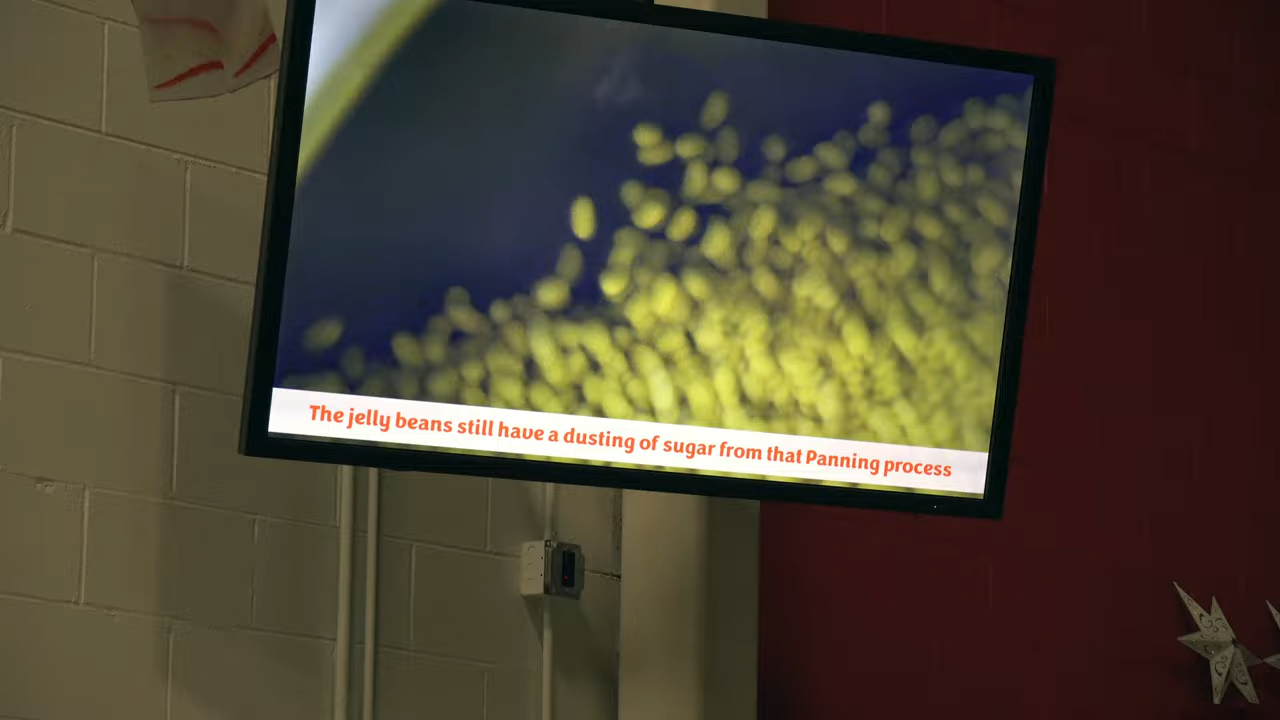 The jelly beans still have a dusting of sugar from that Panning process